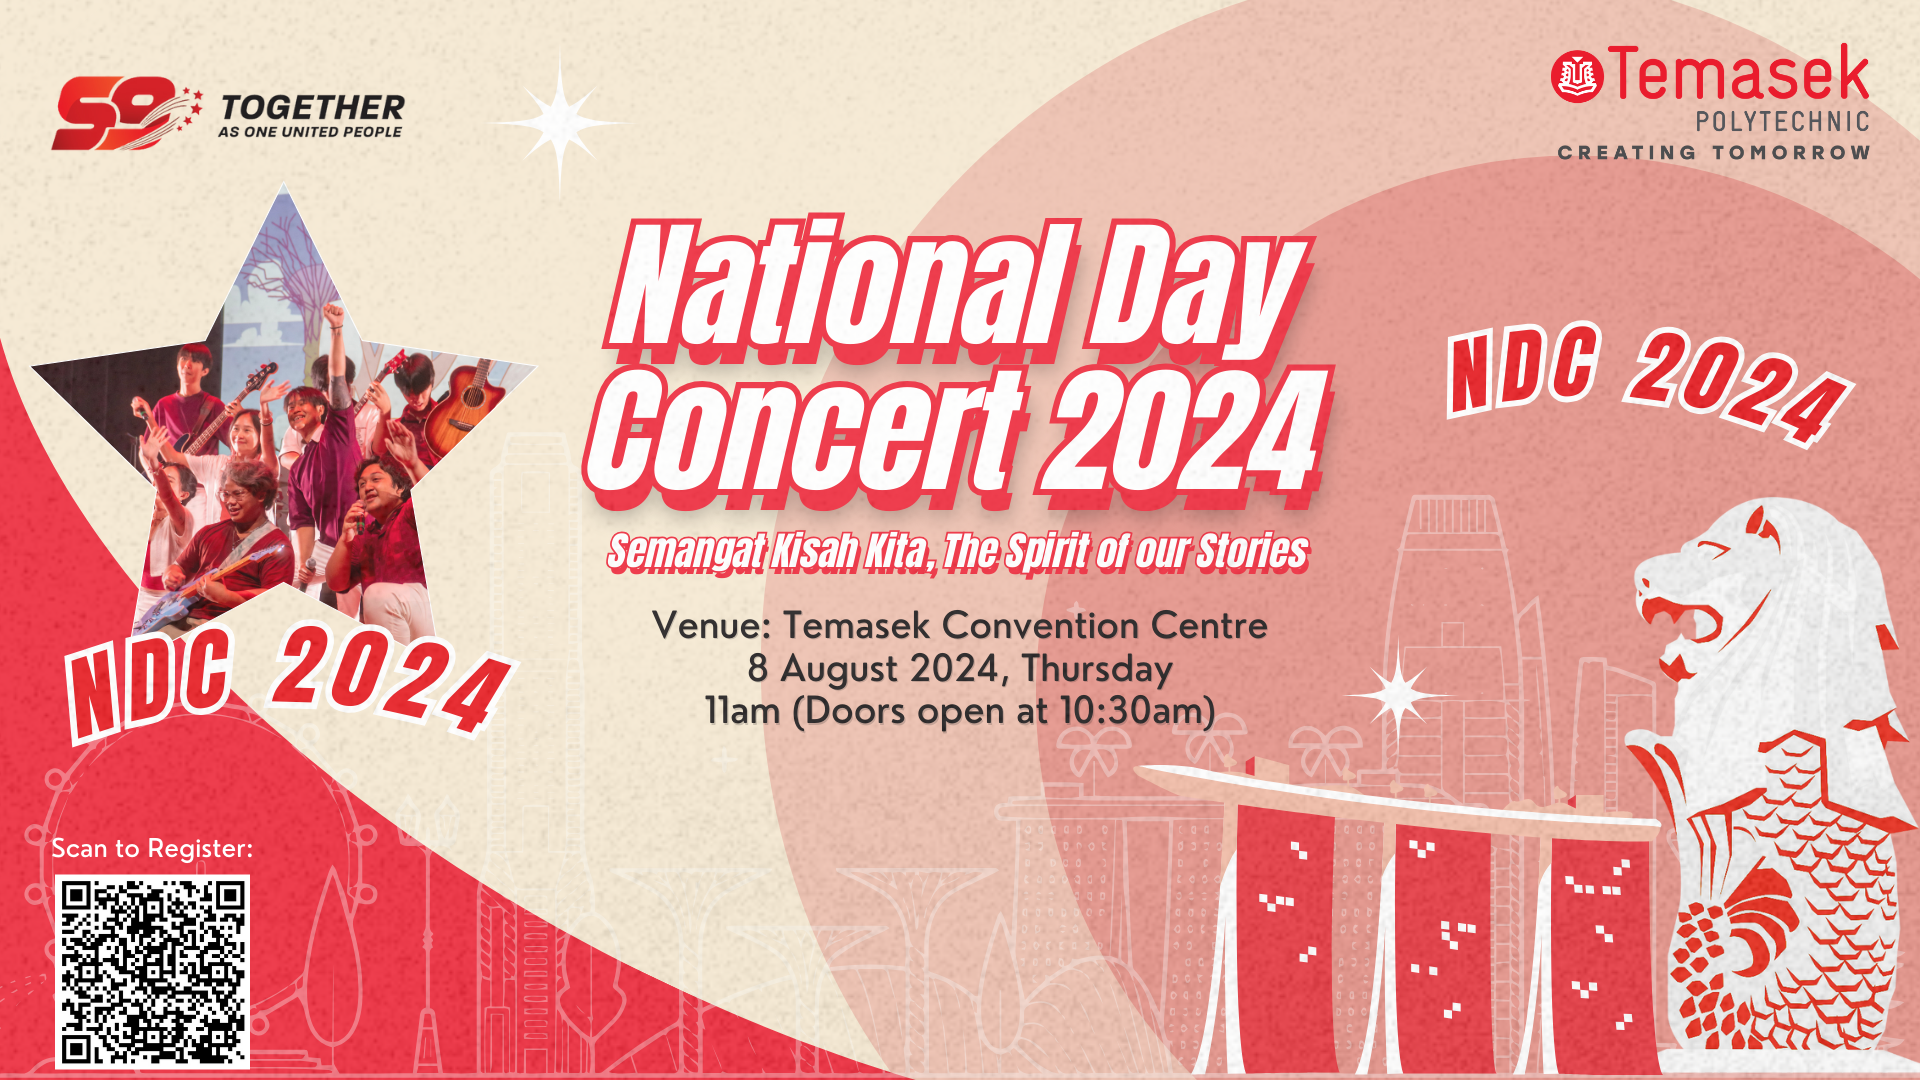 59
TOGETHER
AS ONE UNITED PEOPLE
Temasek
POLYTECHNIC
CREATING TOMORROW
National Day
Concert 2024
Semangat Kisah Kita, The Spirit of our Stories
Venue: Temasek Convention Centre
8 August 2024, Thursday
11am (Doors open at 10:30am)
NDC 2024
NDC 2024
Scan to Register: